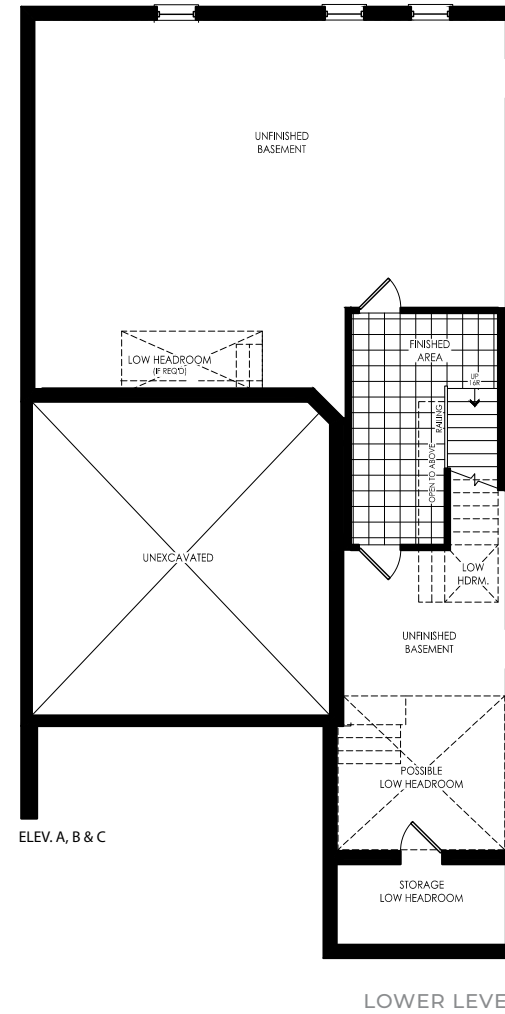 UNFINISHED
BASEMENT
LOW HEADROOM
(IF REQ'D)
FINISHED
AREA
UP
16R
RAILING
OPEN TO ABOVE
UNEXCAVATED
LOW
HDRM.
UNFINISHED
BASEMENT
POSSIBLE
LOW HEADROOM
ELEV. A, B & C
STORAGE
LOW HEADROOM
LOWER LEVE